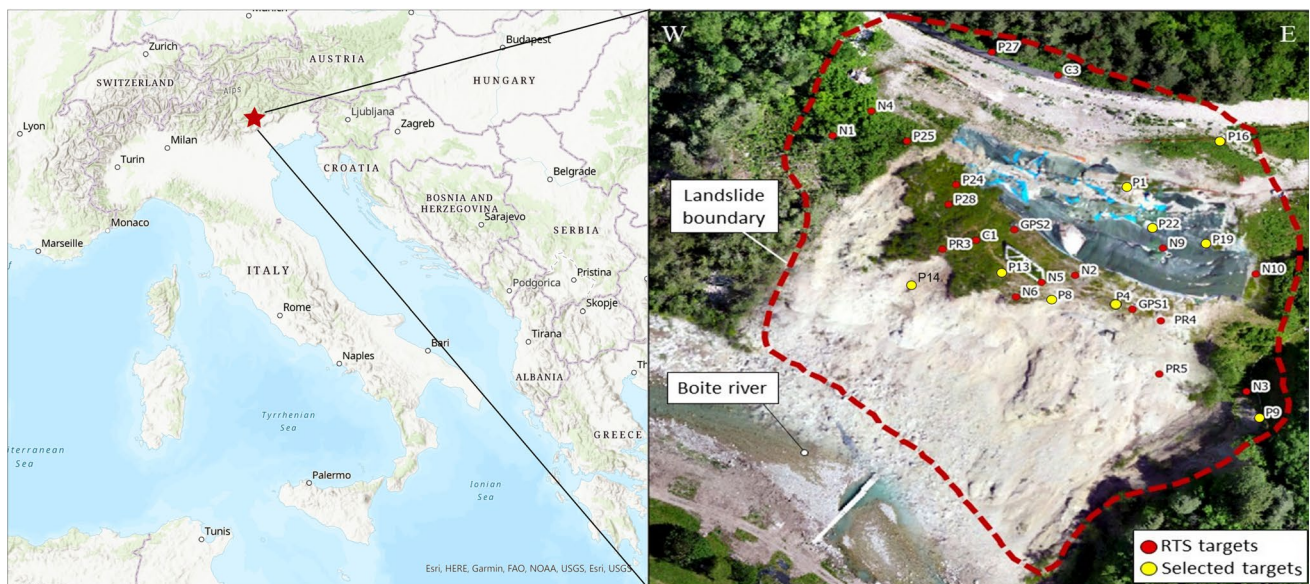 Munich
Budapest
Zurich
AUSTRIA
SWITZERLAND
HUNGARY
Alps
Ljubljana
Lyon
Milan
Zagreb
Turin
CROATIA
Belgrade
BOSNIA AND
HERZEGOVINA
Monaco
Sarajevo
SERBIA
Marseille
ITALY
Pristina
Podgorica
Skopje
Rome
Tirana
Bari
Naples
ALBANIA
Tyrrhenian
Sea
GREECE
Sea
Palermo
Ionian
Sea
Tunis
Esri, HERE, Garmin, FAO, NOAA, USGS, Esri, USGS
W
E
P27
C3
N4
N1
P25
P16
P24
P1
Landslide
boundary
P28
GPS2
P22
PR3
C1
N9
P19
P14
P13
N5
N2
N10
N6
P8
P4
GPS1
PR4
Boite river
PR5
N3
P9
RTS targets
Selected targets